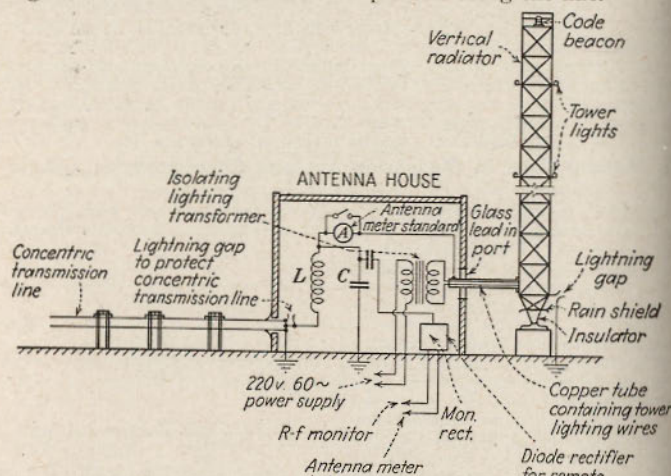 Code
beacon
Vertical
radiator
Tower
lights
Isolating
lighting
transformer
ANTENNA HOUSE
Antenna
meter standard
A
Glass
lead in
port
Concentric
transmission
line
Lightning gap
to protect
concentric
transmission line
L
C
Lightning
gap
Rain shield
Insulator
220v. 60~
power supply
R-f monitor
Antenna meter
Mon.
rect.
Copper tube
containing tower
lighting wires
Diode rectifier
for remote